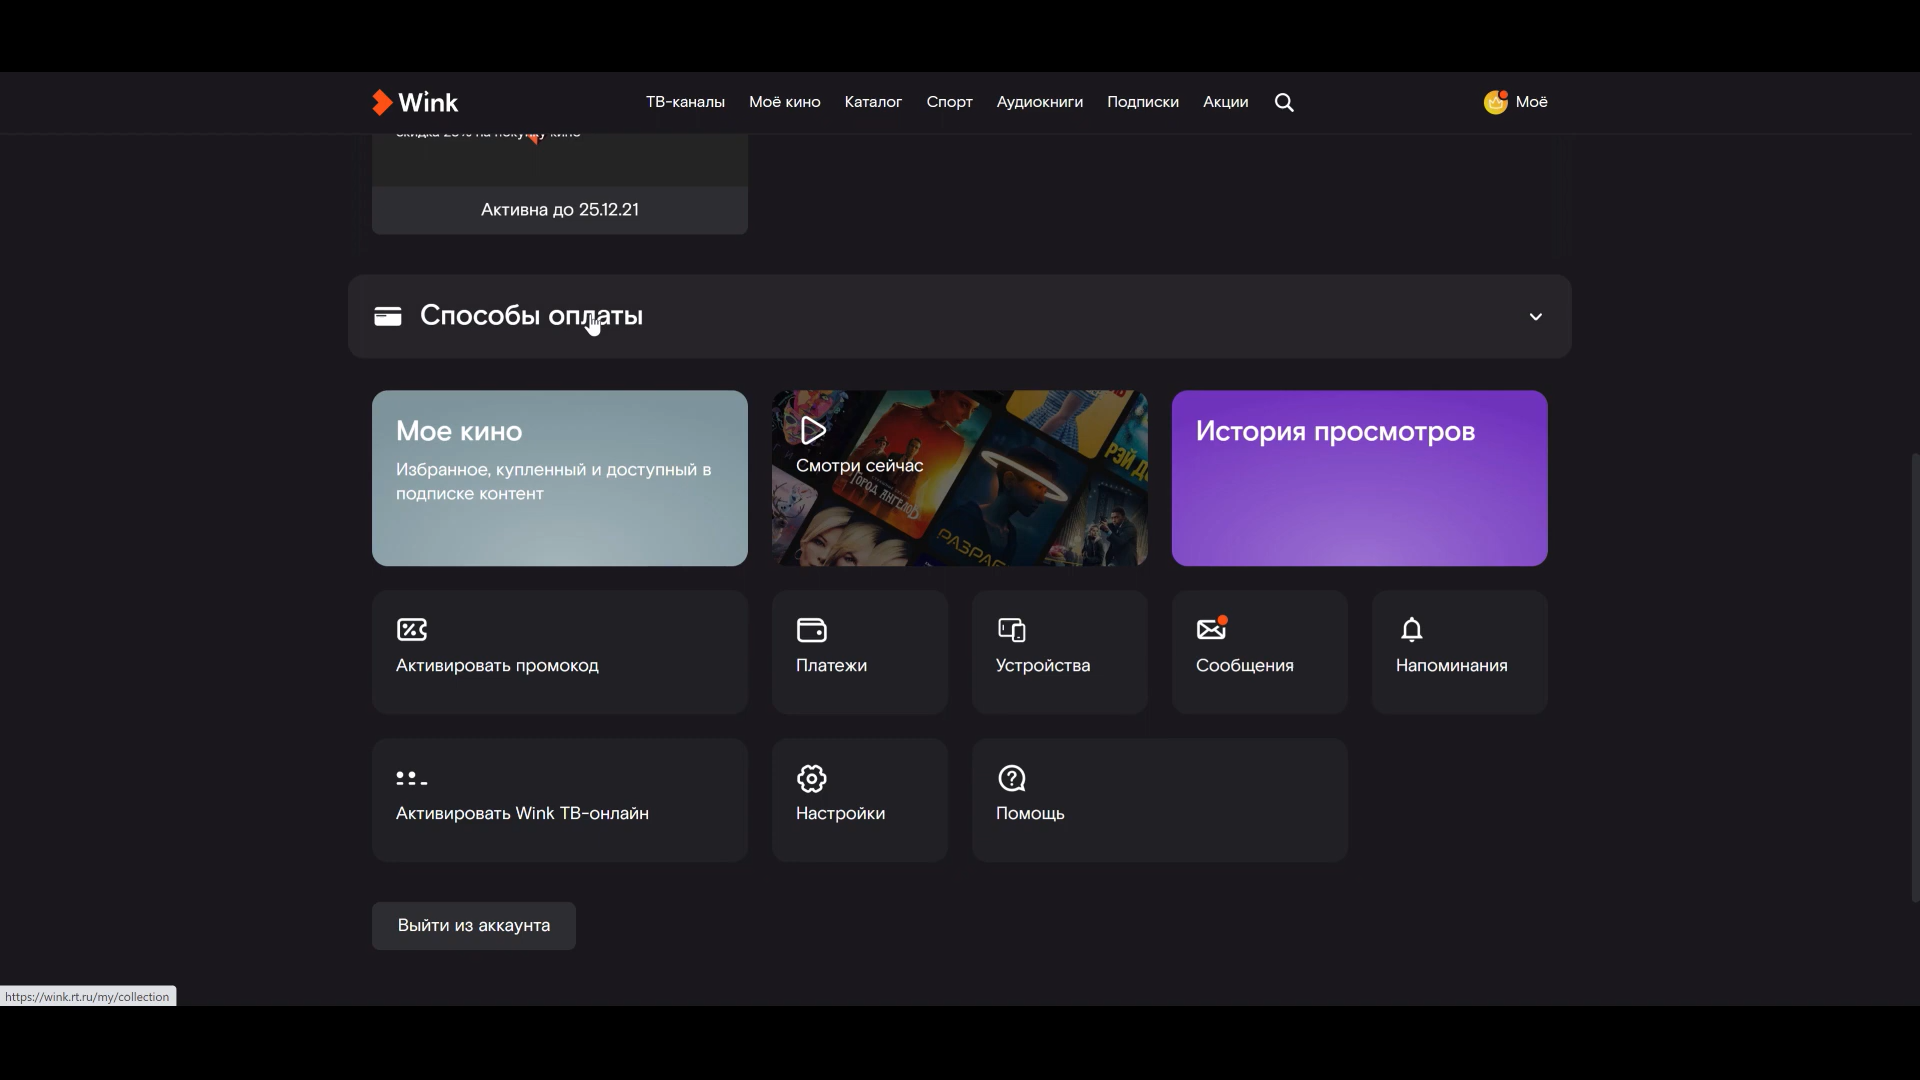 Wink
ТВ-каналы
Моё кино
Каталог
Спорт
Аудиокниги
Подписки
Акции
Моё
Активна до 25.12.21
Способы оплаты
Мое кино
Избранное, купленный и доступный в
подписке контент
Смотри сейчас
ГОРОД АНГЕЛОВ
История просмотров
Активировать промокод
Платежи
Устройства
Сообщения
Напоминания
Активировать Wink ТВ-онлайн
Настройки
Помощь
Выйти из аккаунта
https://wink.rt.ru/my/collection